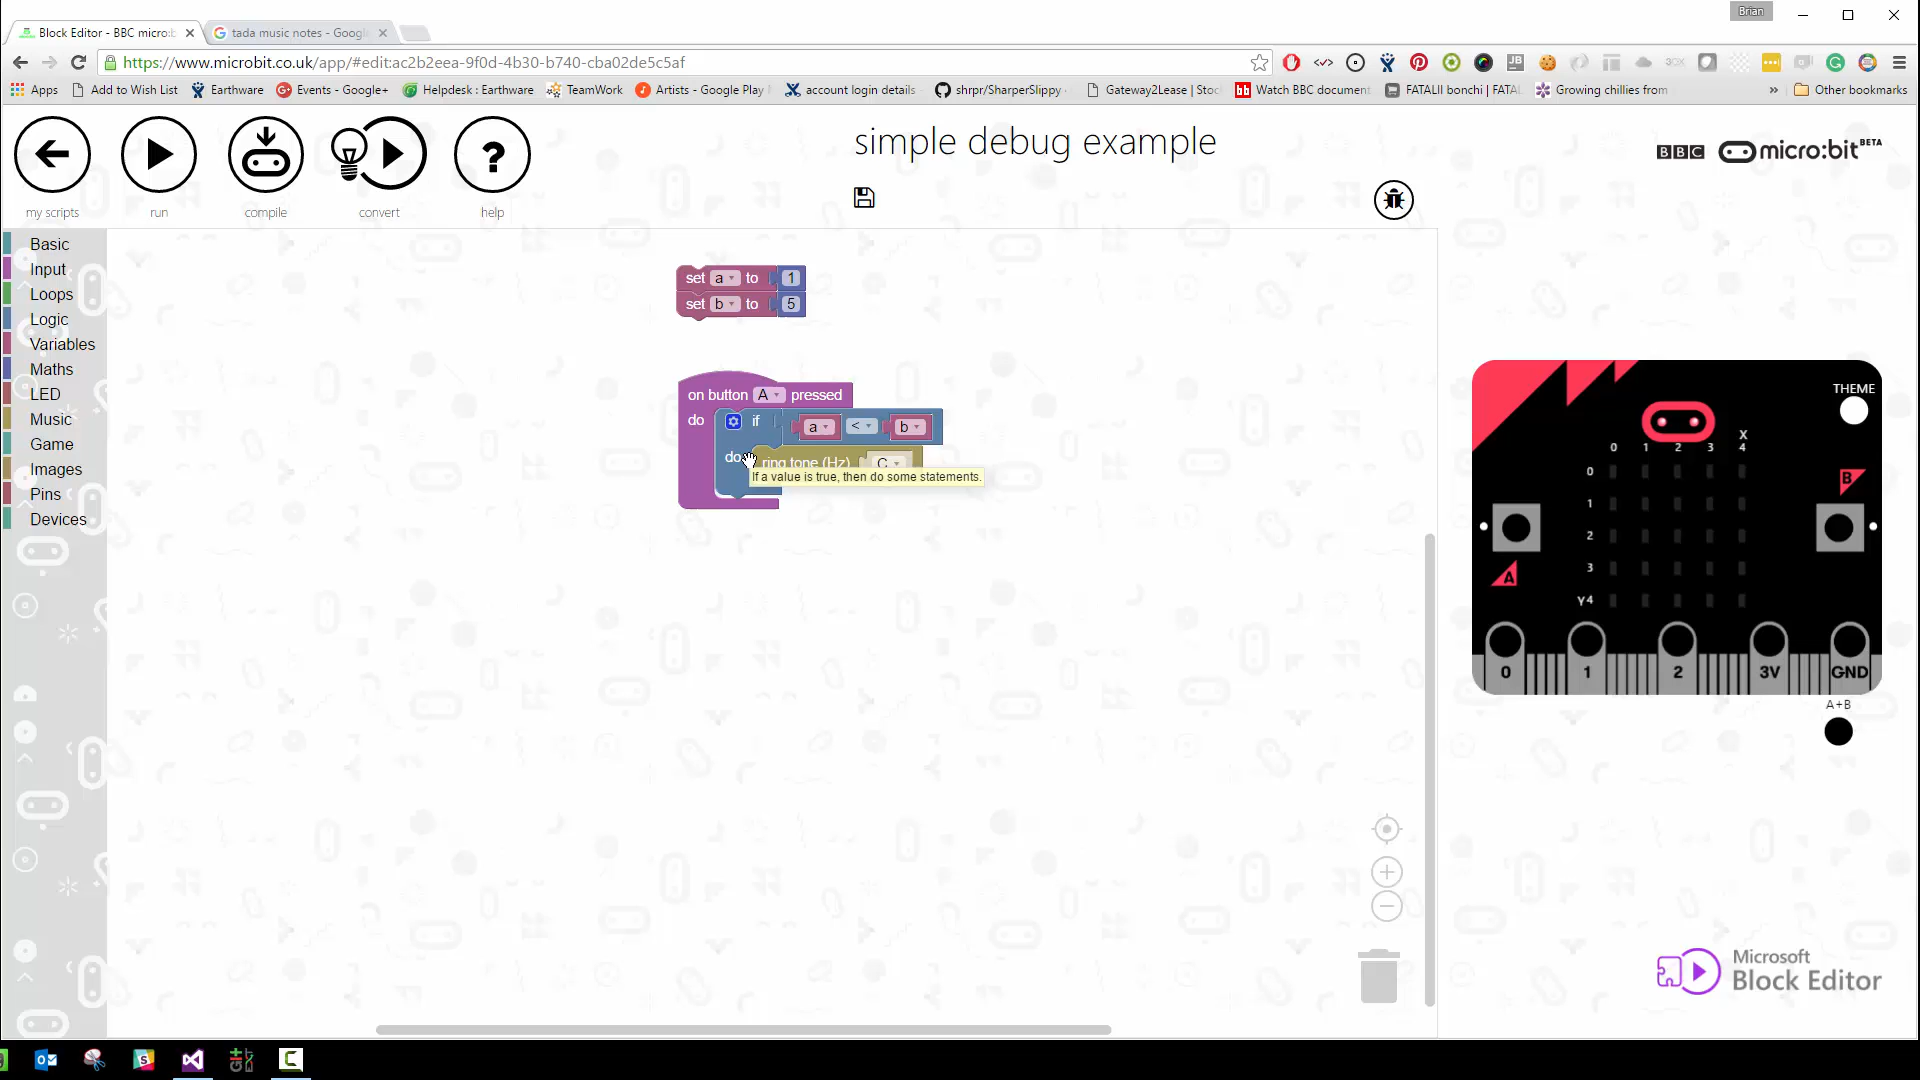 Brian
Block Editor - BBC micro:b
tada music notes - Googl
https://www.microbit.co.uk/app/#edit:ac2b2eea-9f0d-4b30-b740-cba02de5c5af
Apps
Add to Wish List
Earthware
Events - Google+
Helpdesk : Earthware
TeamWork
Artists - Google Play
account login details
shrpr/SharperSlippy
Gateway2Lease | Stoc
Watch BBC documen
FATALII bonchi | FATAL
Growing chillies from
»
Other bookmarks
my scripts
run
compile
convert
?
help
simple debug example
BBC micro:bit BETA
Basic
Input
Loops
Logic
Variables
Maths
LED
Music
Game
Images
Pins
Devices
set a to 1
set b to 5
on button A pressed
do if a < b
do ring tone (Hz) C
If a value is true, then do some statements.
THEME
X
0 1 2 3 4
0
1
2
3
Y4
A
B
0 1 2 3V GND
A+B
Microsoft
Block Editor